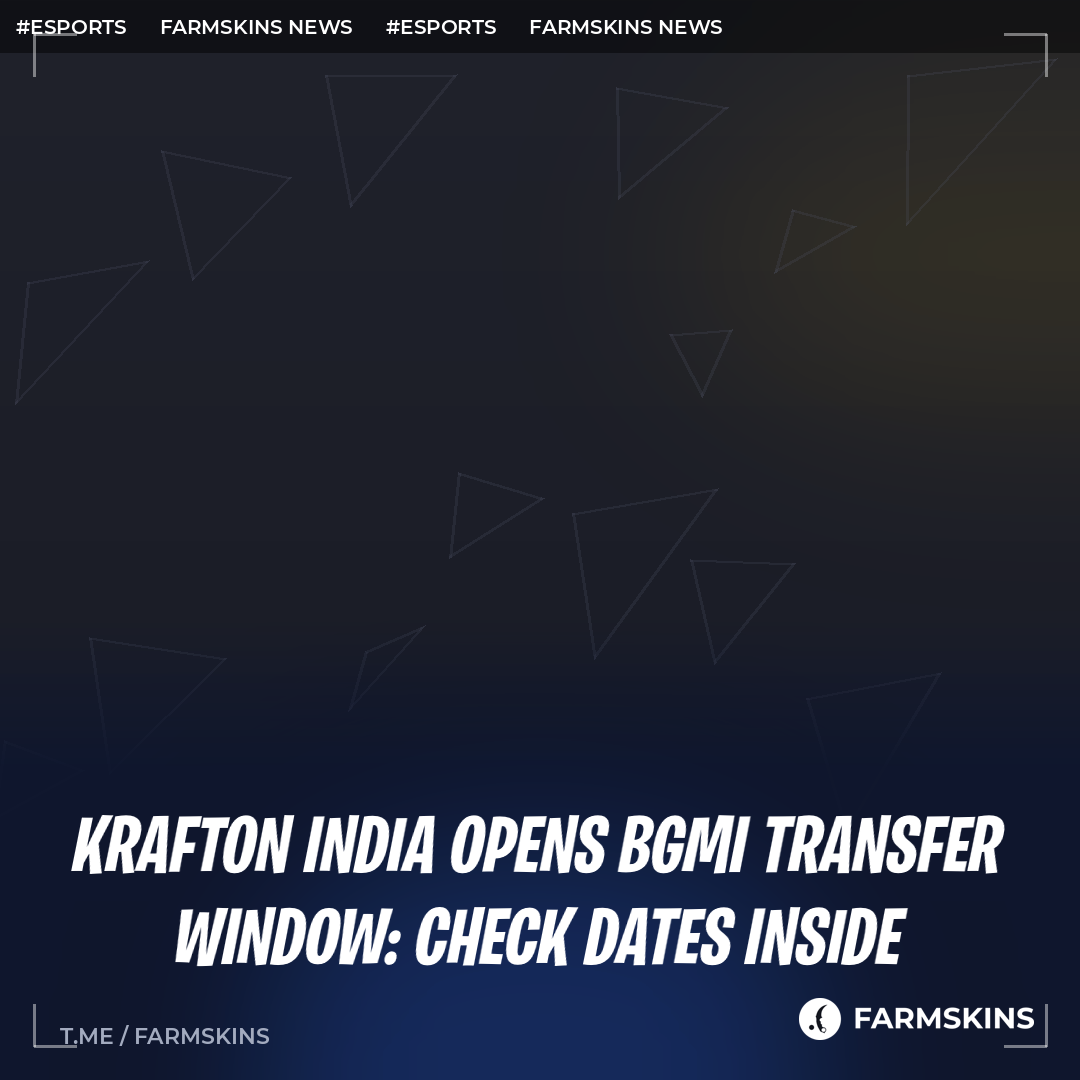 #ESPORTS FARMSKINS NEWS #ESPORTS FARMSKINS NEWS
KRAFTON INDIA OPENS BGMI TRANSFER
WINDOW: CHECK DATES INSIDE
T.ME / FARMSKINS
FARMSKINS